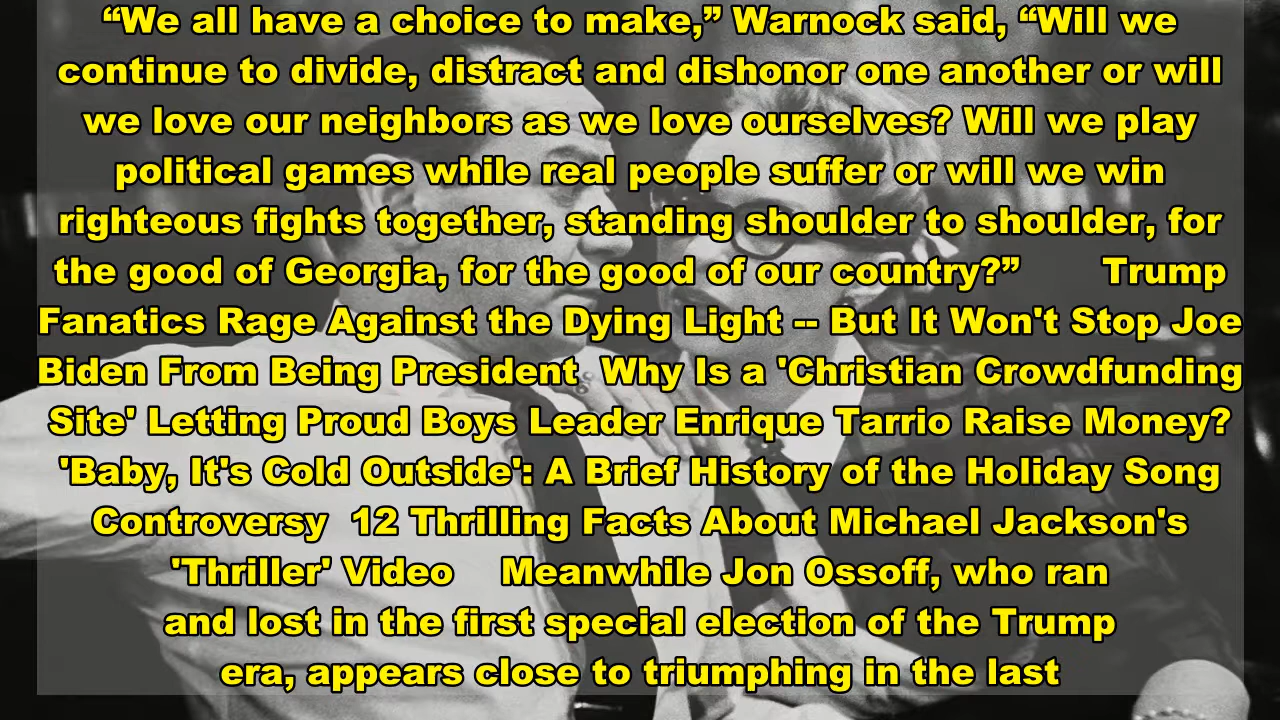 “We all have a choice to make,” Warnock said, “Will we
continue to divide, distract and dishonor one another or will
we love our neighbors as we love ourselves? Will we play
political games while real people suffer or will we win
righteous fights together, standing shoulder to shoulder, for
the good of Georgia, for the good of our country?” Trump
Fanatics Rage Against the Dying Light -- But It Won't Stop Joe
Biden From Being President Why Is a 'Christian Crowdfunding
Site' Letting Proud Boys Leader Enrique Tarrio Raise Money?
'Baby, It's Cold Outside': A Brief History of the Holiday Song
Controversy 12 Thrilling Facts About Michael Jackson's
'Thriller' Video Meanwhile Jon Ossoff, who ran
and lost in the first special election of the Trump
era, appears close to triumphing in the last